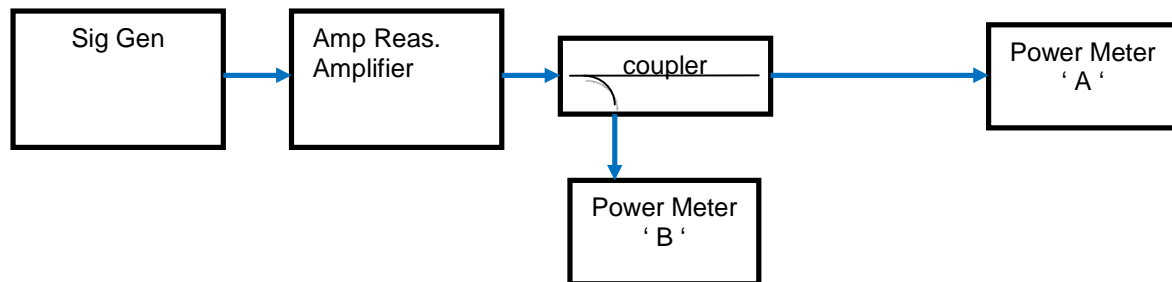 Sig Gen
Amp Reas.
Amplifier
coupler
Power Meter
‘ A ‘
Power Meter
‘ B ‘